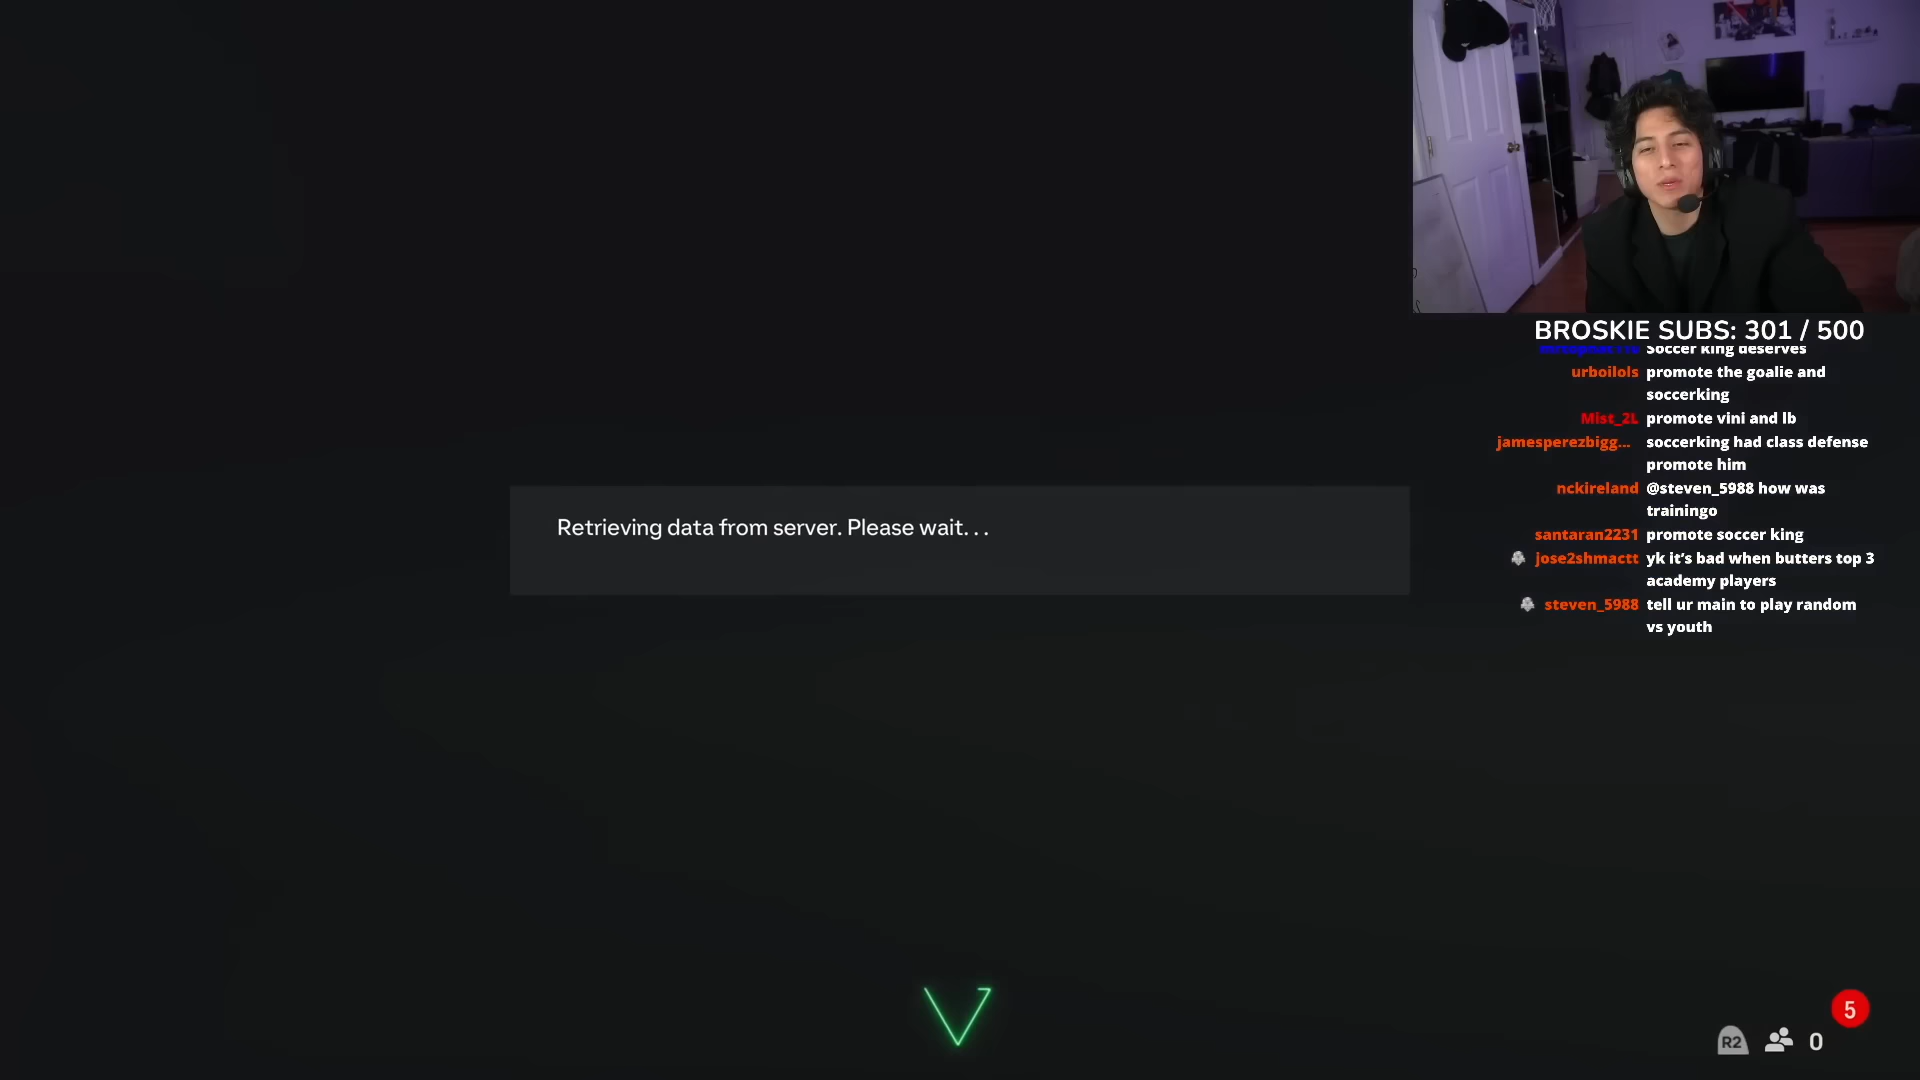 BROSKIE SUBS: 301 / 500
Soccer King deserves
urboilols promote the goalie and
soccerking
Mist_2L promote vini and lb
jamesperezbigg... soccerking had class defense
promote him
nckireland @steven_5988 how was
trainingo
santaran2231 promote soccer king
jose2shmactt yk it’s bad when butters top 3
academy players
steven_5988 tell ur main to play random
vs youth
Retrieving data from server. Please wait...
5
R2 0